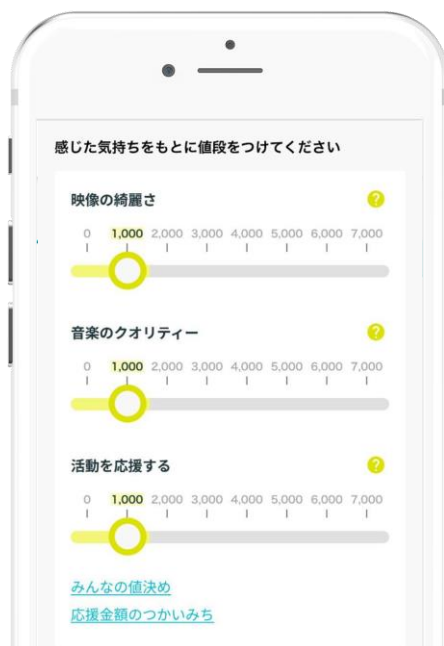 感じた気持ちをもとに値段をつけてください
映像の綺麗さ ?
0 1,000 2,000 3,000 4,000 5,000 6,000 7,000
音楽のクオリティー ?
0 1,000 2,000 3,000 4,000 5,000 6,000 7,000
活動を応援する ?
0 1,000 2,000 3,000 4,000 5,000 6,000 7,000
みんなの値決め
応援金額のつかいみち